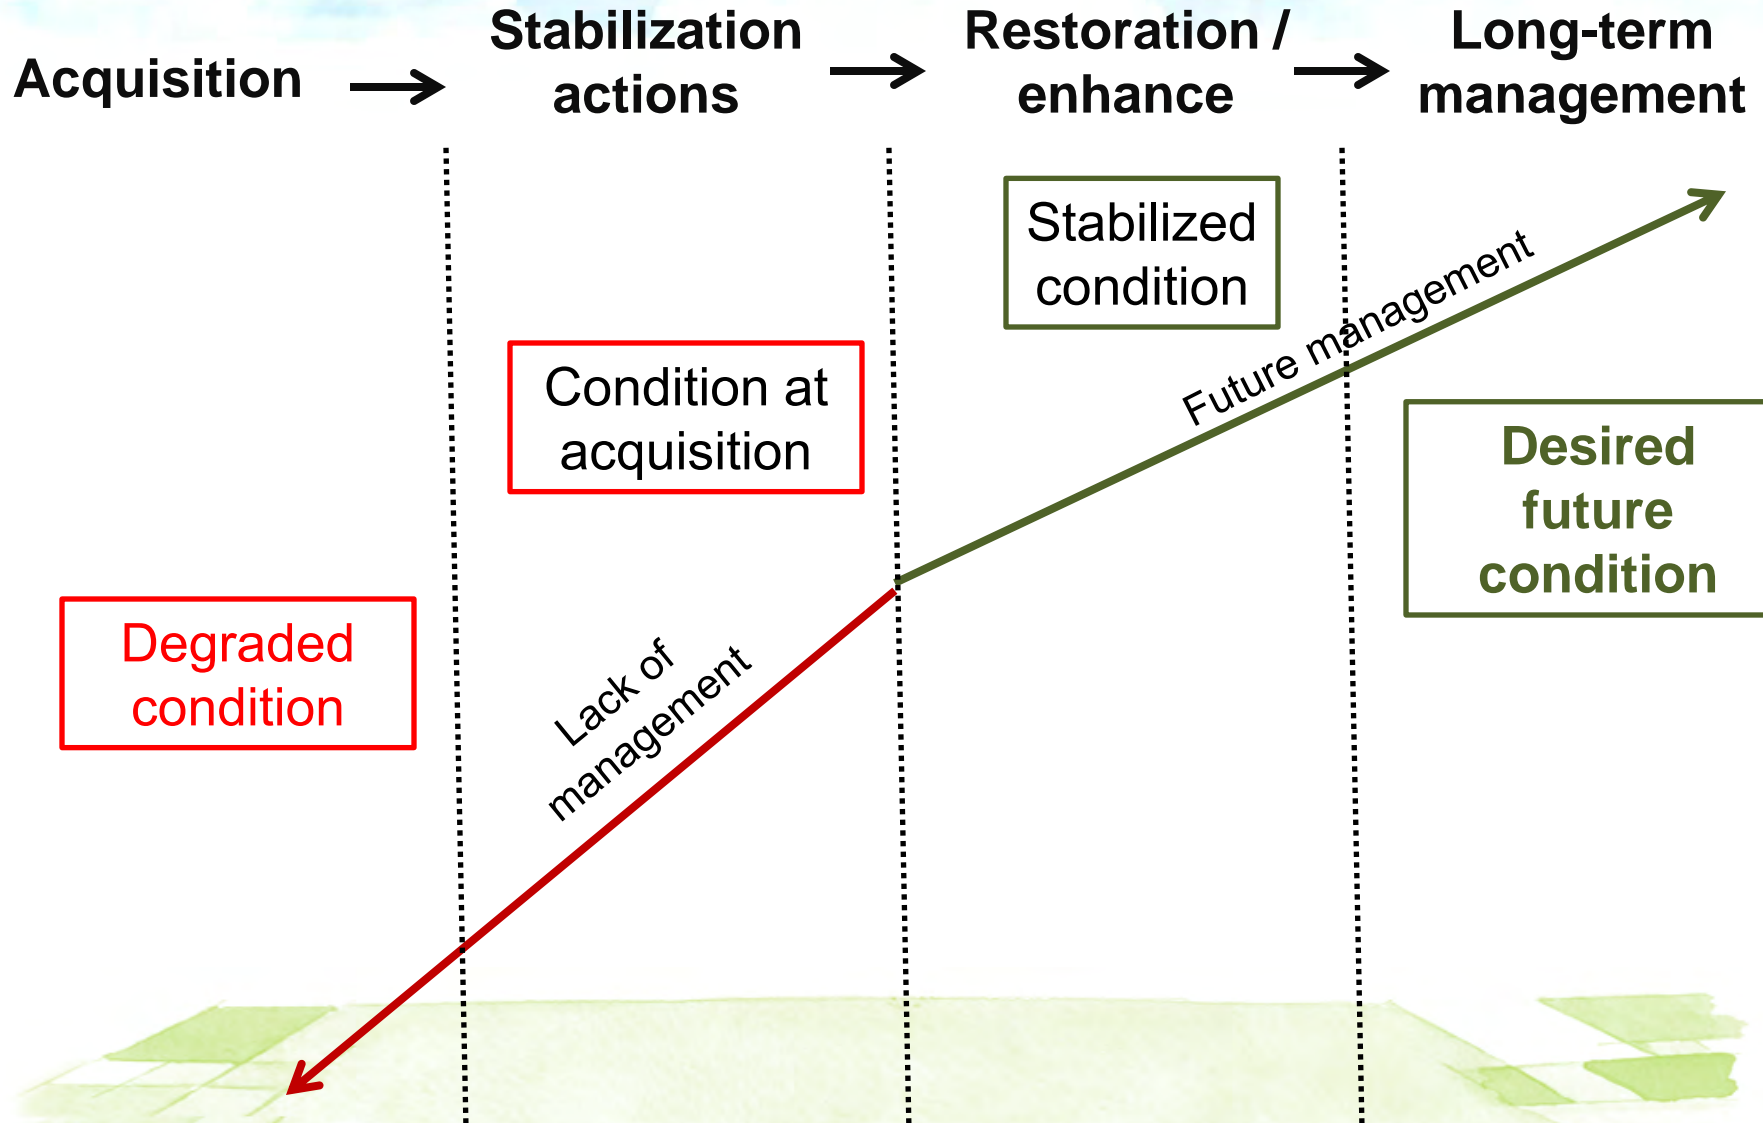 Acquisition
Stabilization
actions
Restoration /
enhance
Long-term
management
Stabilized
condition
Future management
Condition at
acquisition
Desired
future
condition
Degraded
condition
Lack of
management